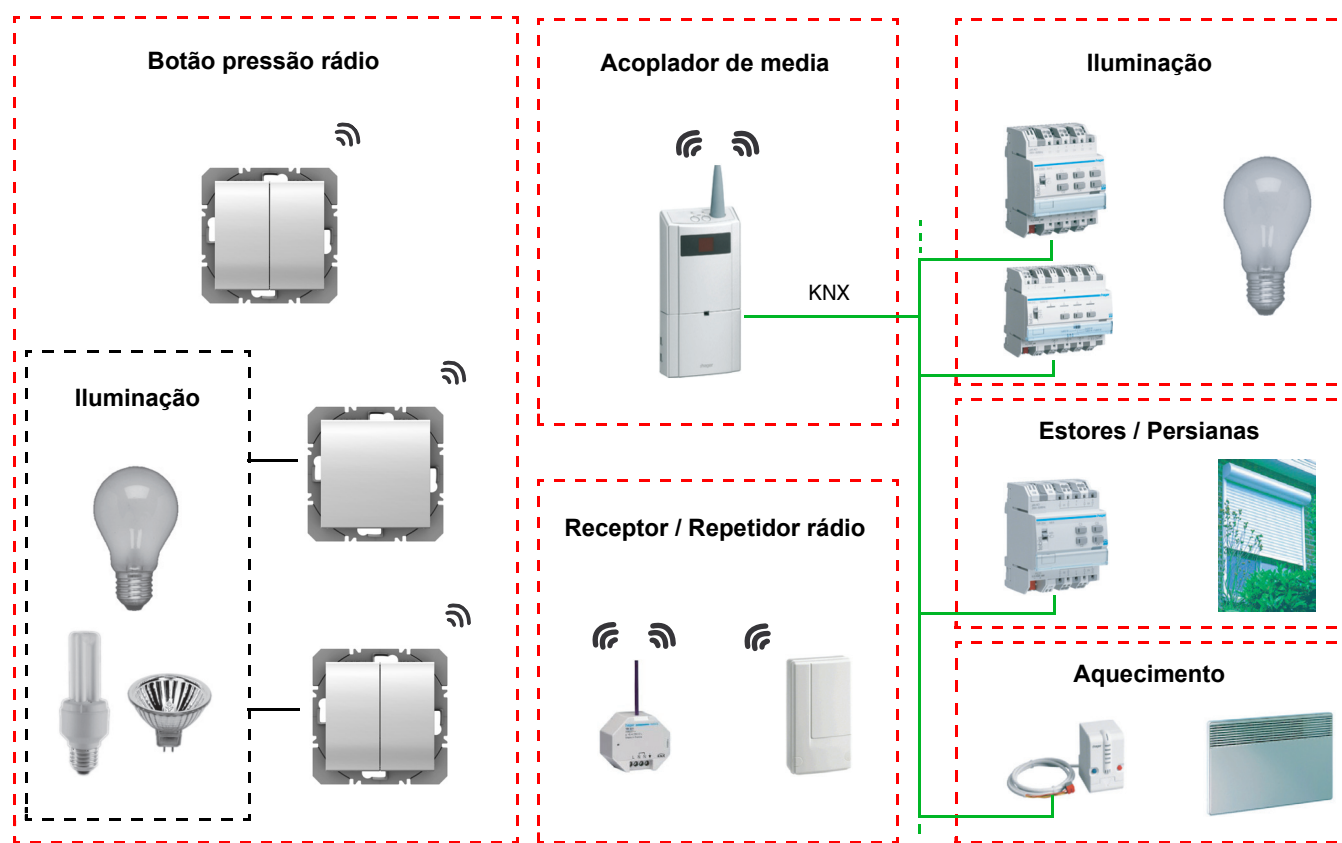 Botão pressão rádio
Iluminação
Acoplador de media
KNX
Receptor / Repetidor rádio
Iluminação
Estores / Persianas
Aquecimento